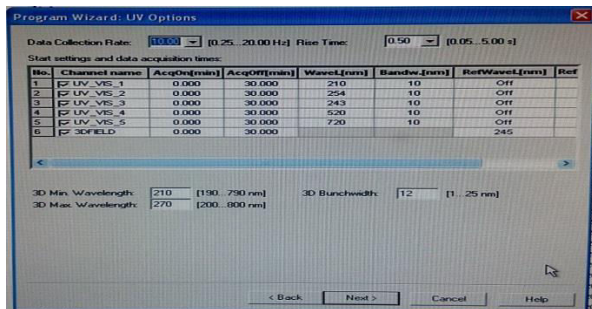 Program Wizard: UV Options
Data Collection Rate: 10.00 [0.25...20.00 Hz] Rise Time: 0.50 [0.05...5.00 s]
Start settings and data acquisition times:
No. Channel name AcqOn[min] AcqOff[min] Wavel.[nm] Bandw.[nm] RefWavel.[nm] Ref
1 UV_VIS_1 0.000 30.000 210 10 Off
2 UV_VIS_2 0.000 30.000 254 10 Off
3 UV_VIS_3 0.000 30.000 243 10 Off
4 UV_VIS_4 0.000 30.000 520 10 Off
5 UV_VIS_5 0.000 30.000 720 10 Off
6 3DFIELD 0.000 30.000 245
3D Min. Wavelength: 210 [190...790 nm] 3D Bunchwidth: 12 [1...25 nm]
3D Max. Wavelength: 270 [200...800 nm]
< Back Next > Cancel Help